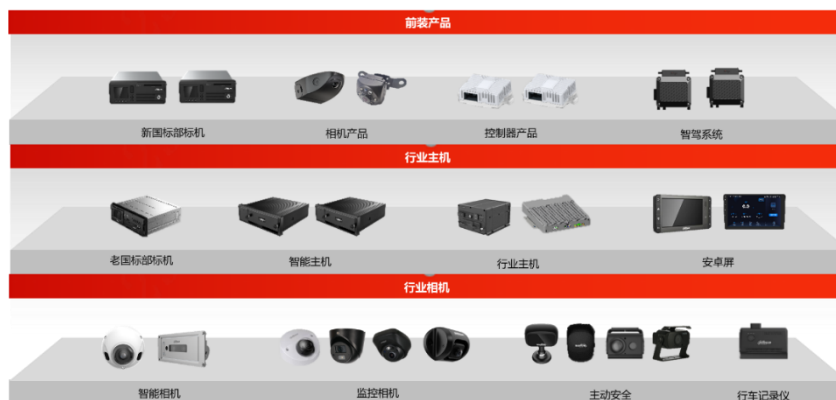 前装产品
新国标部标机
相机产品
控制器产品
智驾系统
行业主机
老国标部标机
智能主机
行业主机
安卓屏
行业相机
智能相机
监控相机
主动安全
行车记录仪